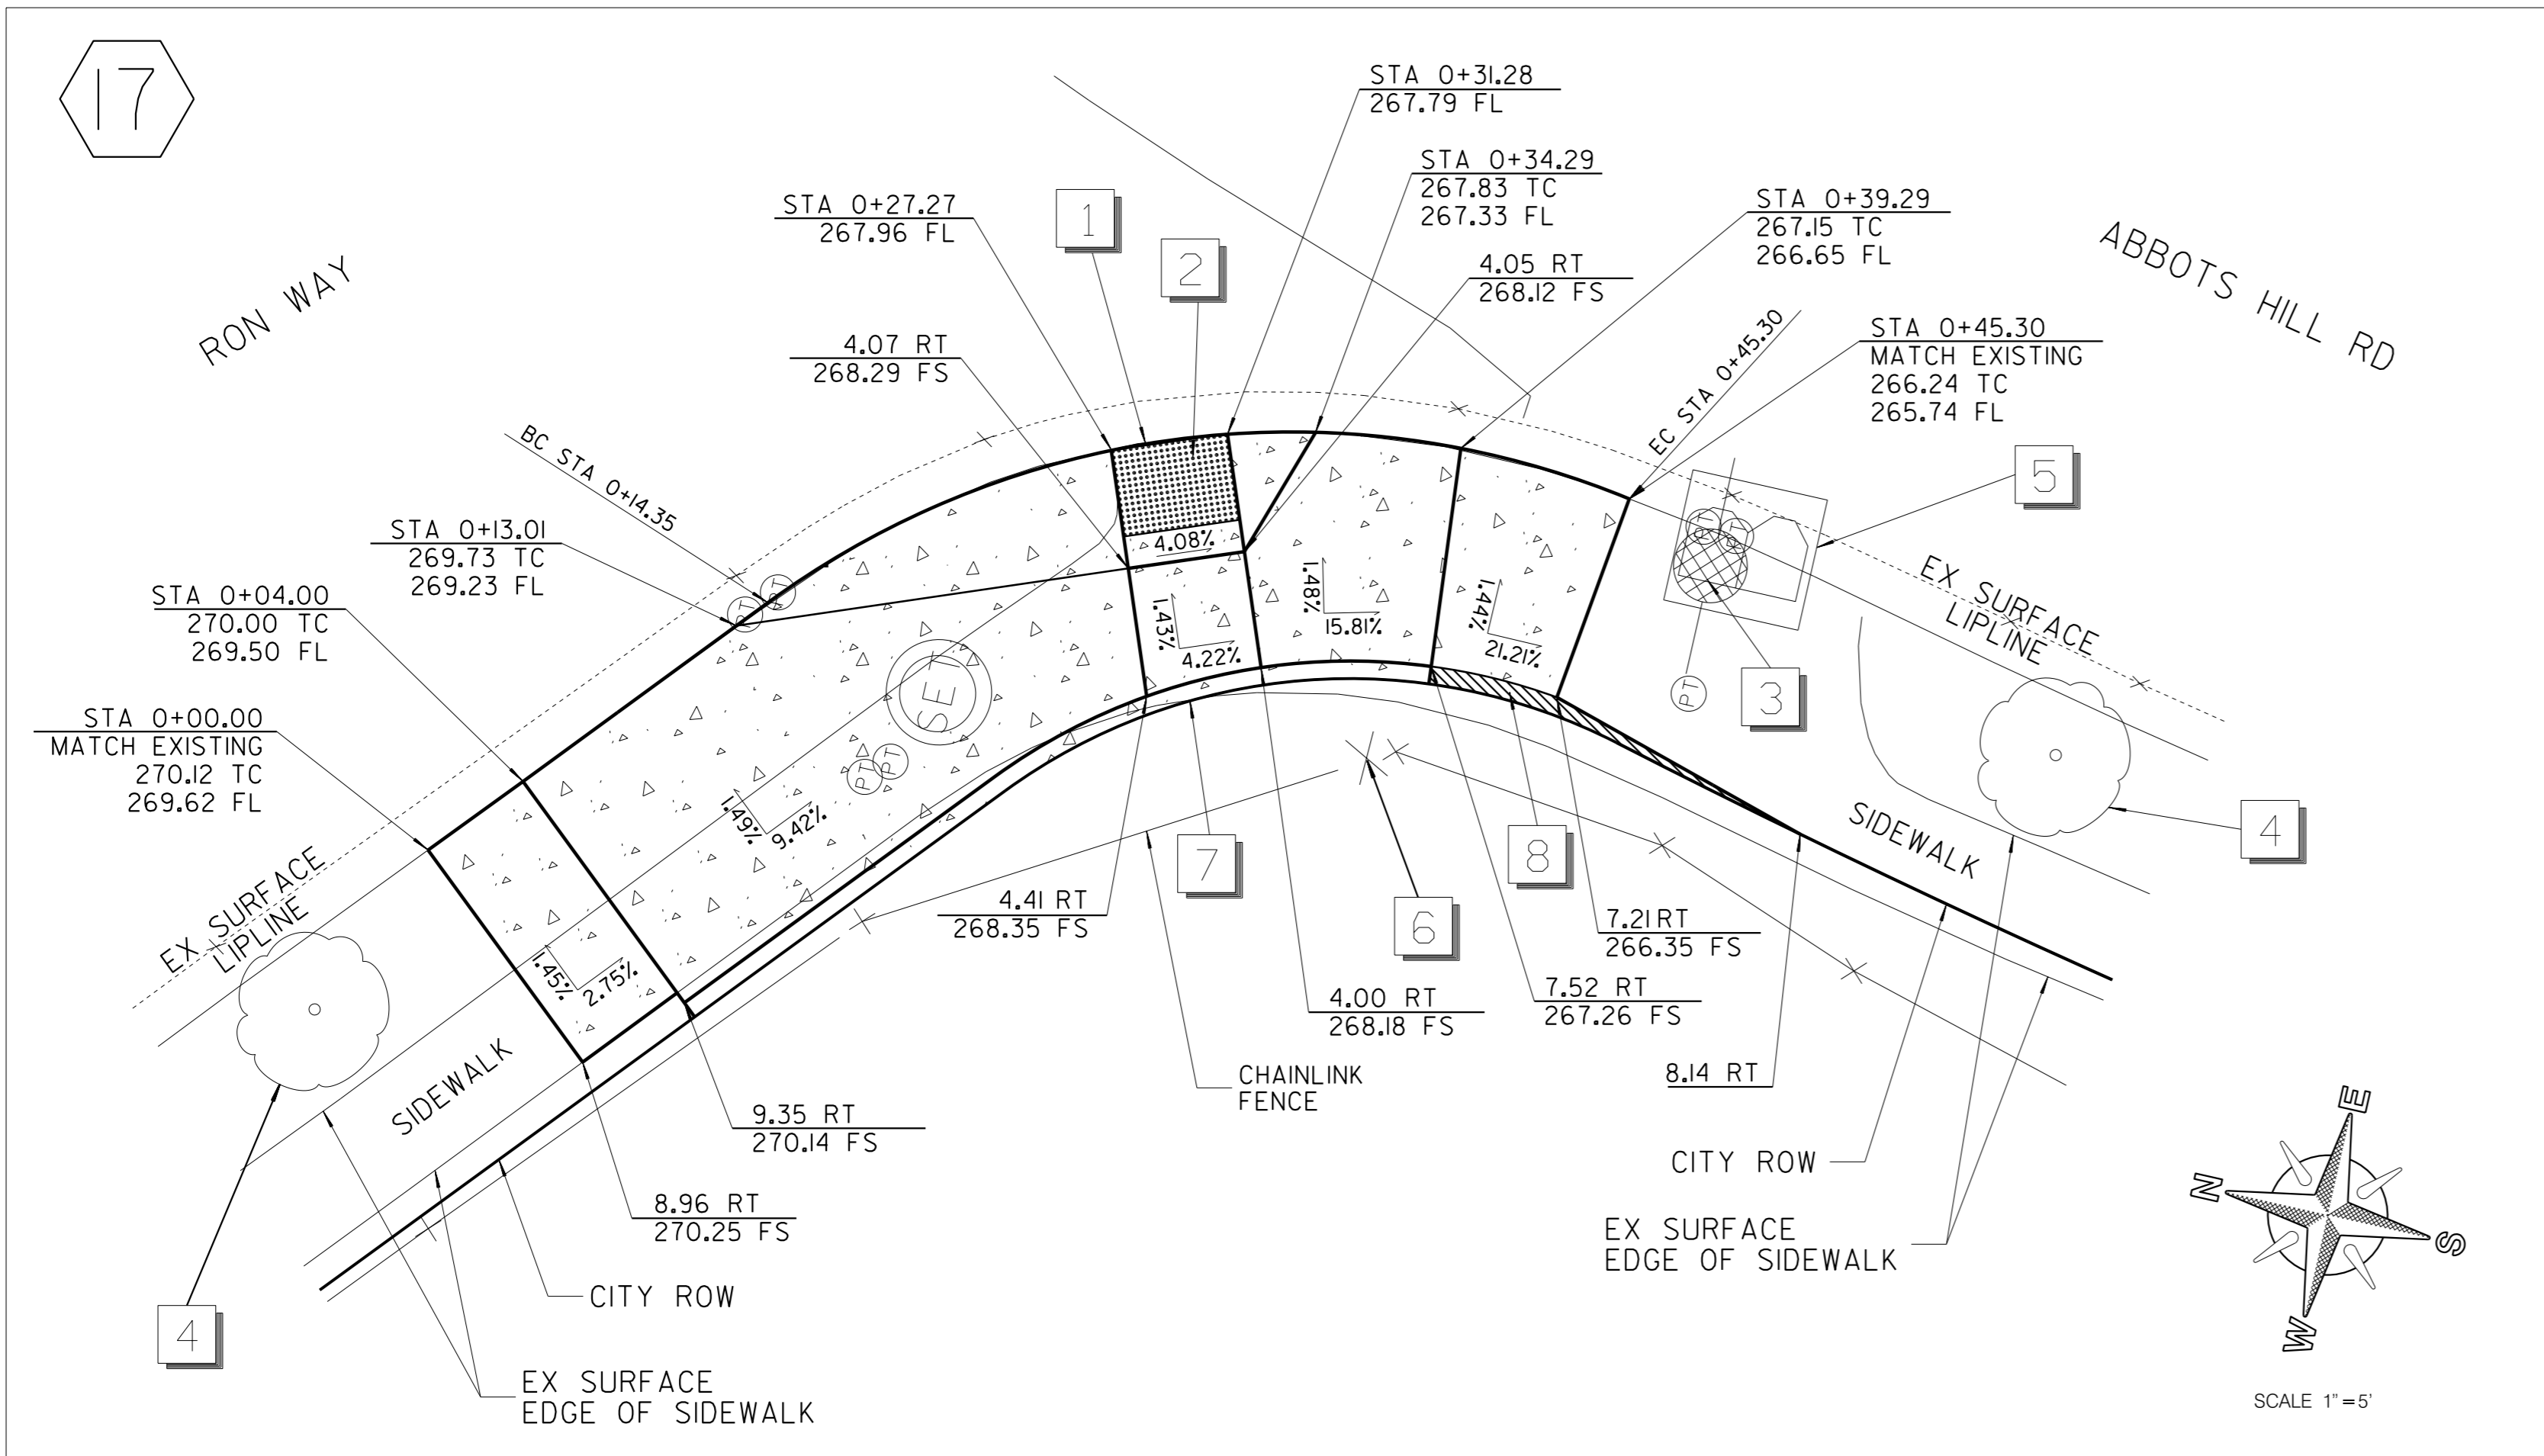 17
RON WAY
ABBOTS HILL RD
STA 0+31.28
267.79 FL
STA 0+34.29
267.83 TC
267.33 FL
STA 0+39.29
267.15 TC
266.65 FL
STA 0+27.27
267.96 FL
1
2
4.05 RT
268.12 FS
STA 0+45.30
MATCH EXISTING
266.24 TC
265.74 FL
EC STA 0+45.30
4.07 RT
268.29 FS
BC STA 0+14.35
5
STA 0+13.01
269.73 TC
269.23 FL
STA 0+04.00
270.00 TC
269.50 FL
STA 0+00.00
MATCH EXISTING
270.12 TC
269.62 FL
4.08%
1.43%
4.22%
1.48%
15.81%
1.44%
21.21%
PT
PT
PT
PT
PT
3
SET
PT
PT
1.49%
9.42%
1.45%
2.75%
EX SURFACE
LIPLINE
EX SURFACE
LIPLINE
SIDEWALK
SIDEWALK
4
7
8
6
4.41 RT
268.35 FS
7.21 RT
266.35 FS
7.52 RT
267.26 FS
4.00 RT
268.18 FS
8.14 RT
CHAINLINK
FENCE
9.35 RT
270.14 FS
8.96 RT
270.25 FS
CITY ROW
CITY ROW
EX SURFACE
EDGE OF SIDEWALK
4
EX SURFACE
EDGE OF SIDEWALK
N
E
S
W
SCALE 1"=5'